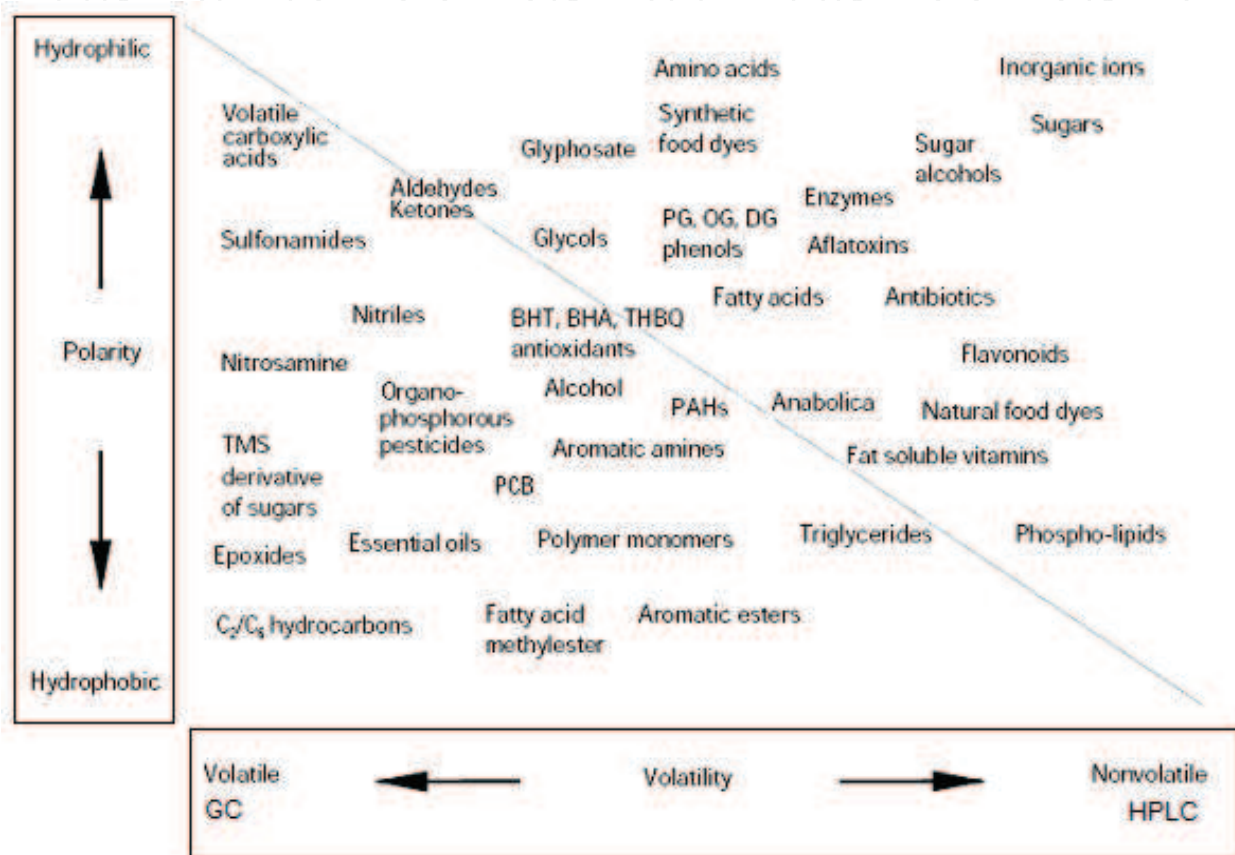 Hydrophilic
Polarity
Hydrophobic
Amino acids
Inorganic ions
Volatile
carboxylic
acids
Synthetic
food dyes
Sugars
Glyphosate
Sugar
alcohols
Aldehydes
Ketones
Enzymes
Sulfonamides
Glycols
PG, OG, DG
phenols
Aflatoxins
Nitriles
BHT, BHA, THBQ
antioxidants
Fatty acids
Antibiotics
Nitrosamine
Flavonoids
Organo-
phosphorous
pesticides
Alcohol
PAHs
Anabolica
Natural food dyes
TMS
derivative
of sugars
Aromatic amines
Fat soluble vitamins
PCB
Epoxides
Essential oils
Polymer monomers
Triglycerides
Phospho-lipids
C₂/C₆ hydrocarbons
Fatty acid
methylester
Aromatic esters
Volatile
GC
Volatility
Nonvolatile
HPLC